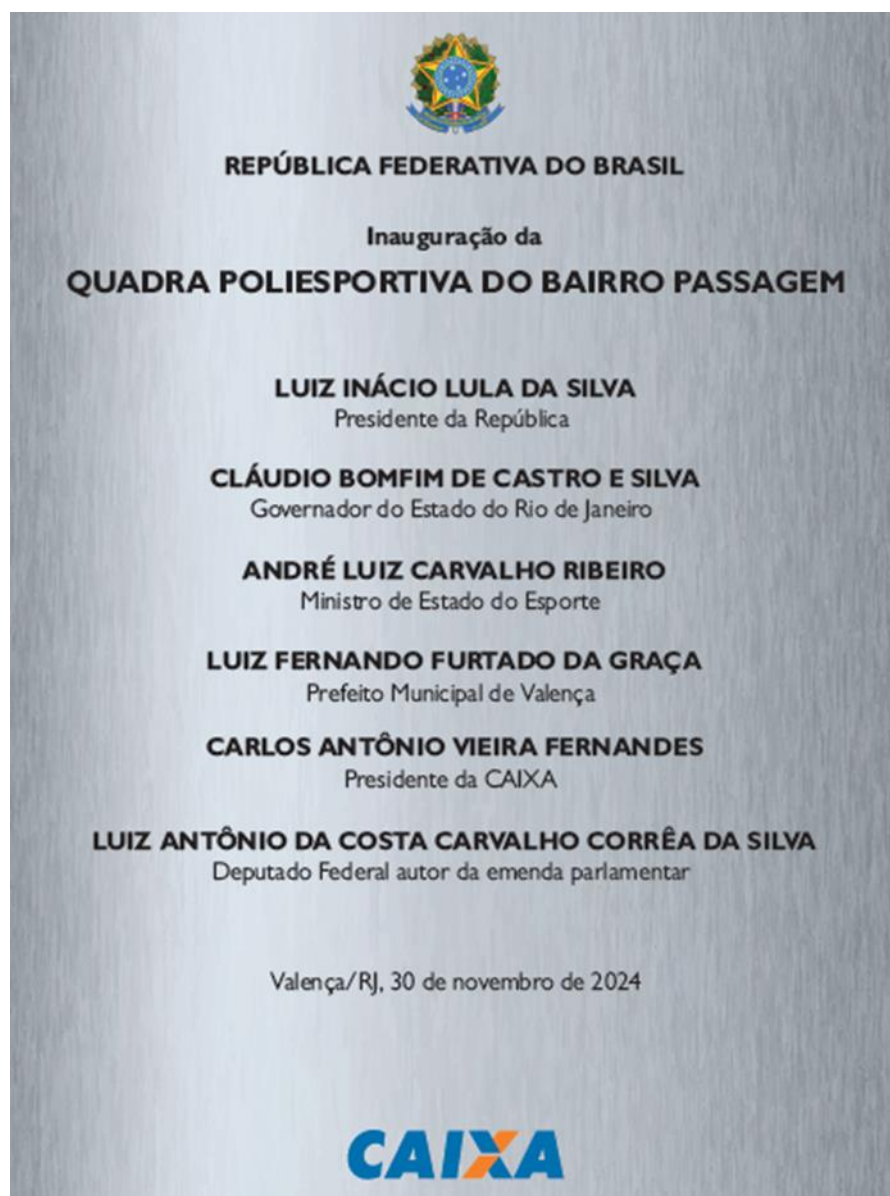 REPÚBLICA FEDERATIVA DO BRASIL
Inauguração da
QUADRA POLIESPORTIVA DO BAIRRO PASSAGEM
LUIZ INÁCIO LULA DA SILVA
Presidente da República
CLÁUDIO BOMFIM DE CASTRO E SILVA
Governador do Estado do Rio de Janeiro
ANDRÉ LUIZ CARVALHO RIBEIRO
Ministro de Estado do Esporte
LUIZ FERNANDO FURTADO DA GRAÇA
Prefeito Municipal de Valença
CARLOS ANTÔNIO VIEIRA FERNANDES
Presidente da CAIXA
LUIZ ANTÔNIO DA COSTA CARVALHO CORRÊA DA SILVA
Deputado Federal autor da emenda parlamentar
Valença/RJ, 30 de novembro de 2024
CAIXA